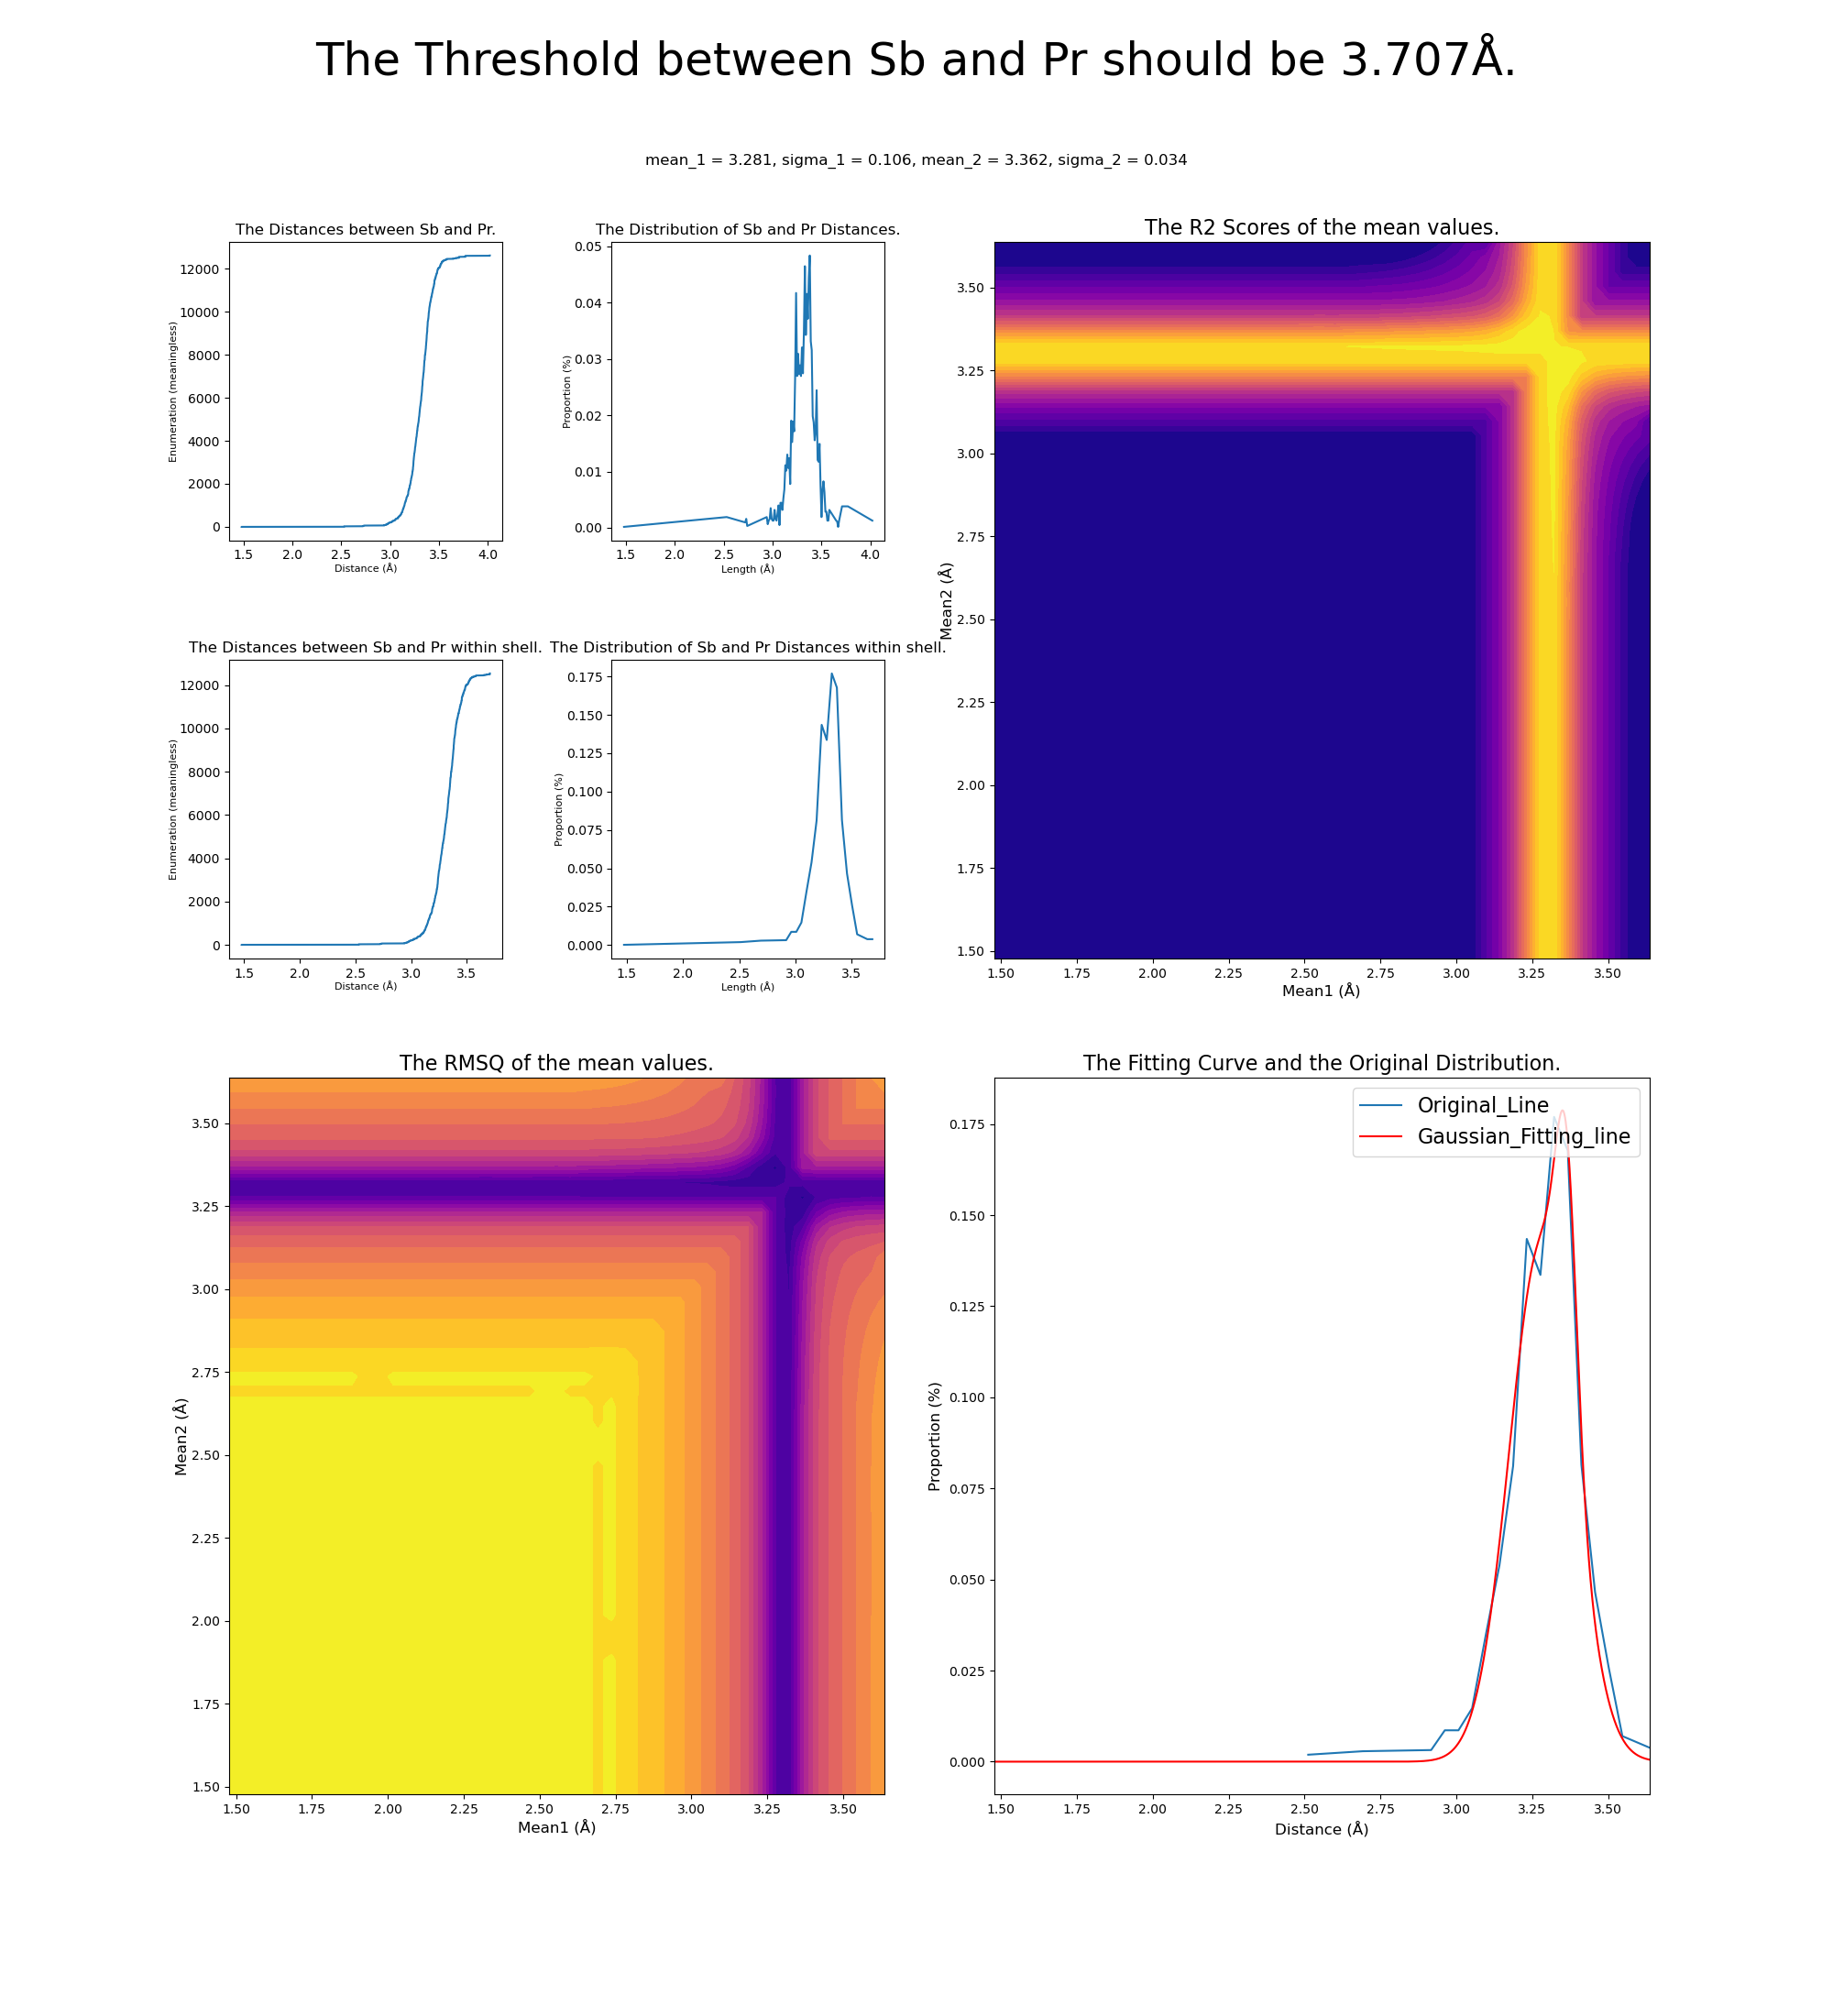 The Threshold between Sb and Pr should be 3.707Å.
mean_1 = 3.281, sigma_1 = 0.106, mean_2 = 3.362, sigma_2 = 0.034
The Distances between Sb and Pr.
Enumeration (meaningless)
12000
10000
8000
6000
4000
2000
0
1.5 2.0 2.5 3.0 3.5 4.0
Distance (Å)
The Distribution of Sb and Pr Distances.
Proportion (%)
0.05
0.04
0.03
0.02
0.01
0.00
1.5 2.0 2.5 3.0 3.5 4.0
Length (Å)
The R2 Scores of the mean values.
Mean2 (Å)
3.50
3.25
3.00
2.75
2.50
2.25
2.00
1.75
1.50
1.50 1.75 2.00 2.25 2.50 2.75 3.00 3.25 3.50
Mean1 (Å)
The Distances between Sb and Pr within shell.
Enumeration (meaningless)
12000
10000
8000
6000
4000
2000
0
1.5 2.0 2.5 3.0 3.5
Distance (Å)
The Distribution of Sb and Pr Distances within shell.
Proportion (%)
0.175
0.150
0.125
0.100
0.075
0.050
0.025
0.000
1.5 2.0 2.5 3.0 3.5
Length (Å)
The RMSQ of the mean values.
Mean2 (Å)
3.50
3.25
3.00
2.75
2.50
2.25
2.00
1.75
1.50
1.50 1.75 2.00 2.25 2.50 2.75 3.00 3.25 3.50
Mean1 (Å)
The Fitting Curve and the Original Distribution.
Original_Line
Gaussian_Fitting_line
Proportion (%)
0.175
0.150
0.125
0.100
0.075
0.050
0.025
0.000
1.50 1.75 2.00 2.25 2.50 2.75 3.00 3.25 3.50
Distance (Å)